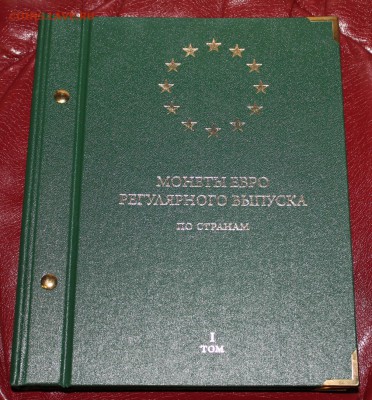 МОНЕТЫ ЕВРО
РЕГУЛЯРНОГО ВЫПУСКА
ПО СТРАНАМ
I
ТОМ